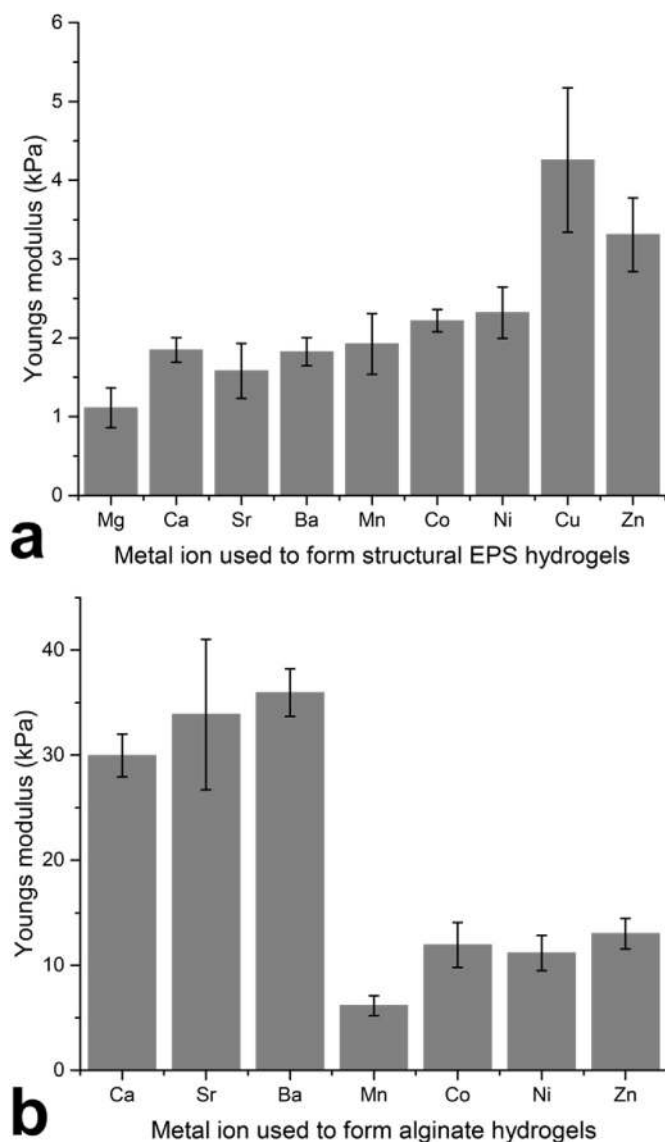 6
5
4
3
2
1
0
Youngs modulus (kPa)
Mg Ca Sr Ba Mn Co Ni Cu Zn
a
Metal ion used to form structural EPS hydrogels
40
30
20
10
0
Youngs modulus (kPa)
Ca Sr Ba Mn Co Ni Zn
b
Metal ion used to form alginate hydrogels